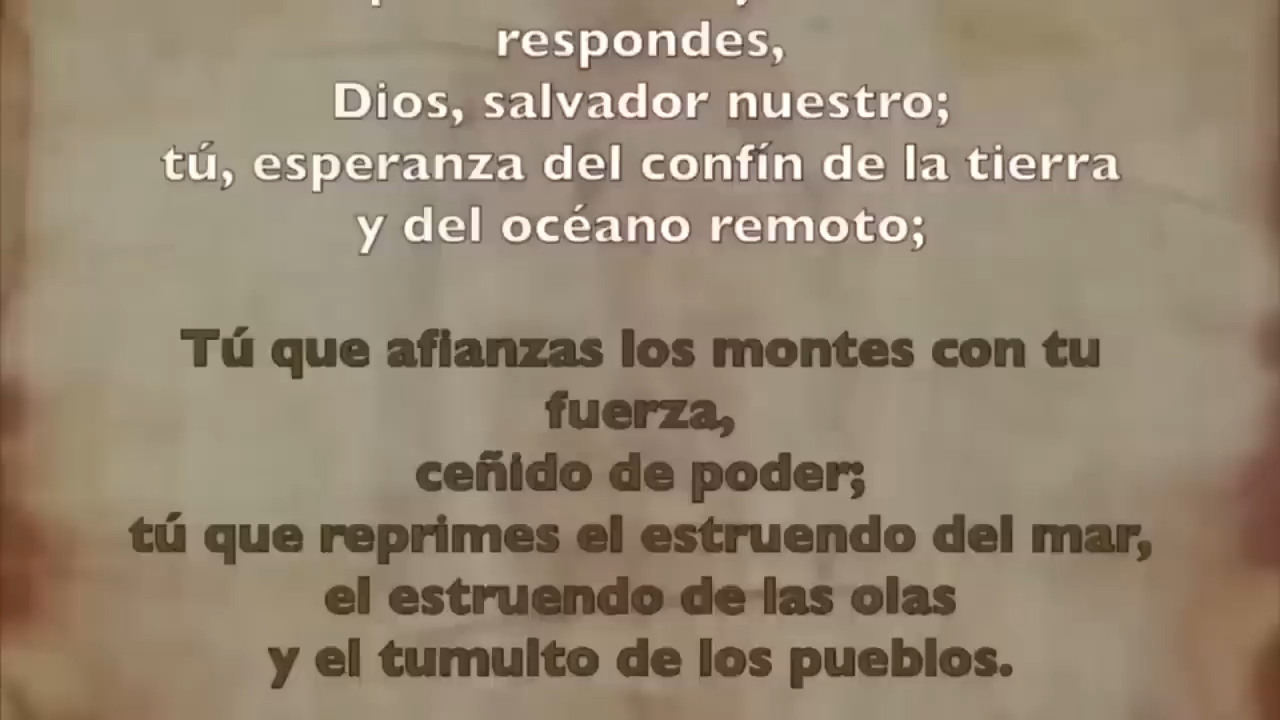 respondes,
Dios, salvador nuestro;
tú, esperanza del confín de la tierra
y del océano remoto;
Tú que afianzas los montes con tu
fuerza,
ceñido de poder;
tú que reprimes el estruendo del mar,
el estruendo de las olas
y el tumulto de los pueblos.